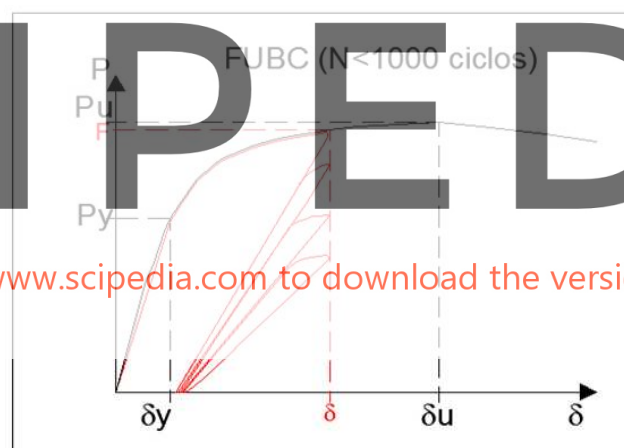 IPED
FUBC (N<1000 ciclos)
P
Pu
F
Py
www.scipedia.com to download the versi
δy
δ
δu
δ